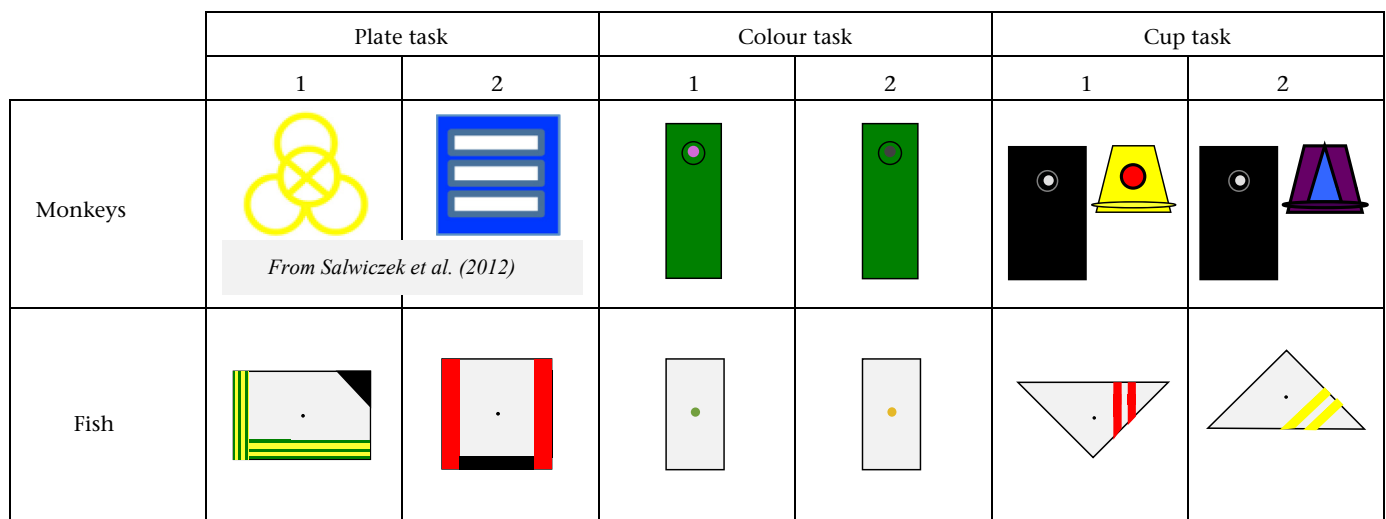 Plate task Colour task Cup task
1 2 1 2 1 2
Monkeys
From Salwiczek et al. (2012)
Fish